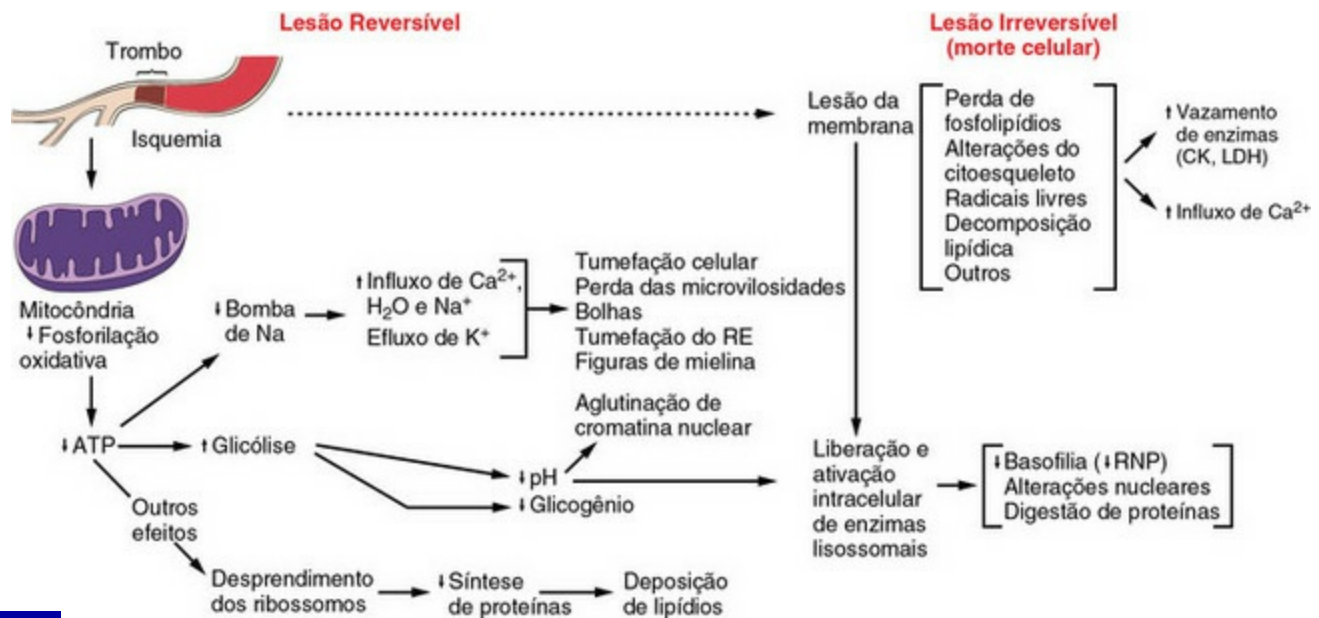 Lesão Reversível
Lesão Irreversível
(morte celular)
Trombo
Isquemia
Mitocôndria
↓ Fosforilação
oxidativa
↓ ATP
↓ Bomba
de Na
↑ Influxo de Ca²⁺,
H₂O e Na⁺
Efluxo de K⁺
Tumefação celular
Perda das microvilosidades
Bolhas
Tumefação do RE
Figuras de mielina
↑ Glicólise
↓ pH
↓ Glicogênio
Aglutinação de
cromatina nuclear
Outros
efeitos
Desprendimento
dos ribossomos
↓ Síntese
de proteínas
Deposição
de lipídios
Lesão da
membrana
Perda de
fosfolipídios
Alterações do
citoesqueleto
Radicais livres
Decomposição
lipídica
Outros
↑ Vazamento
de enzimas
(CK, LDH)
↑ Influxo de Ca²⁺
Liberação e
ativação
intracelular
de enzimas
lisossomais
↓ Basofilia (↓ RNP)
Alterações nucleares
Digestão de proteínas